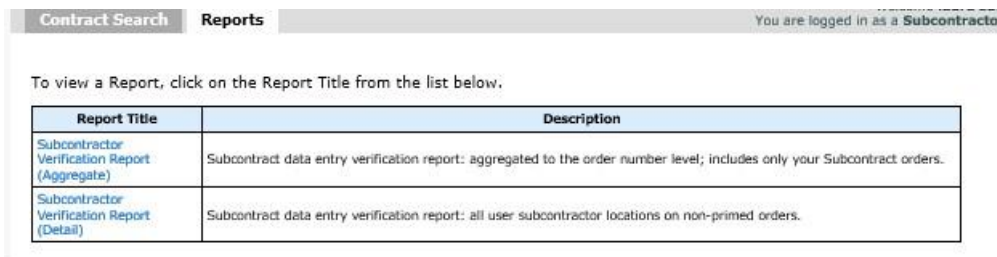 Contract Search Reports
You are logged in as a Subcontracto
To view a Report, click on the Report Title from the list below.
Report Title Description
Subcontractor
Verification Report
(Aggregate)
Subcontract data entry verification report: aggregated to the order number level; includes only your Subcontract orders.
Subcontractor
Verification Report
(Detail)
Subcontract data entry verification report: all user subcontractor locations on non-primed orders.